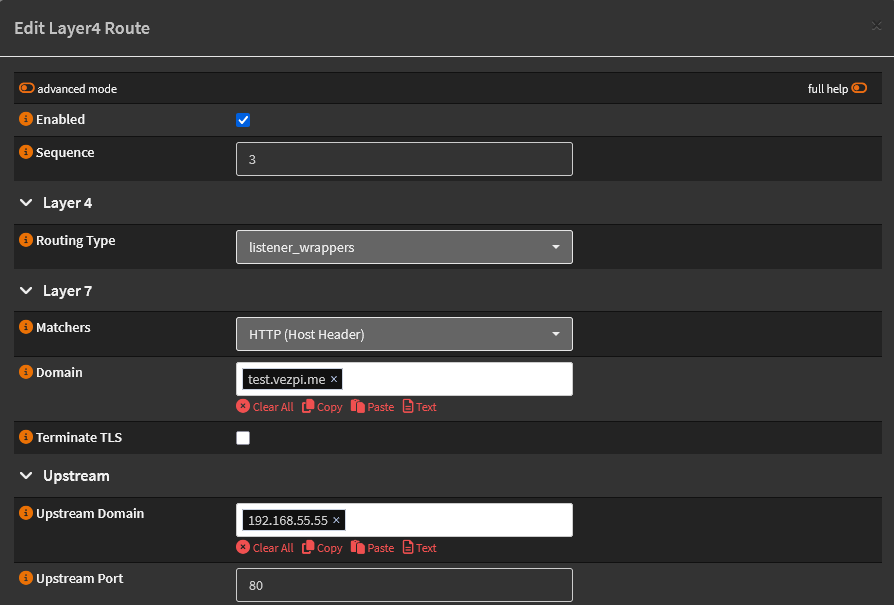 Edit Layer4 Route
×
advanced mode
full help
Enabled
Sequence
3
Layer 4
Routing Type
listener_wrappers
Layer 7
Matchers
HTTP (Host Header)
Domain
test.vezpi.me ×
Clear All Copy Paste Text
Terminate TLS
Upstream
Upstream Domain
192.168.55.55 ×
Clear All Copy Paste Text
Upstream Port
80